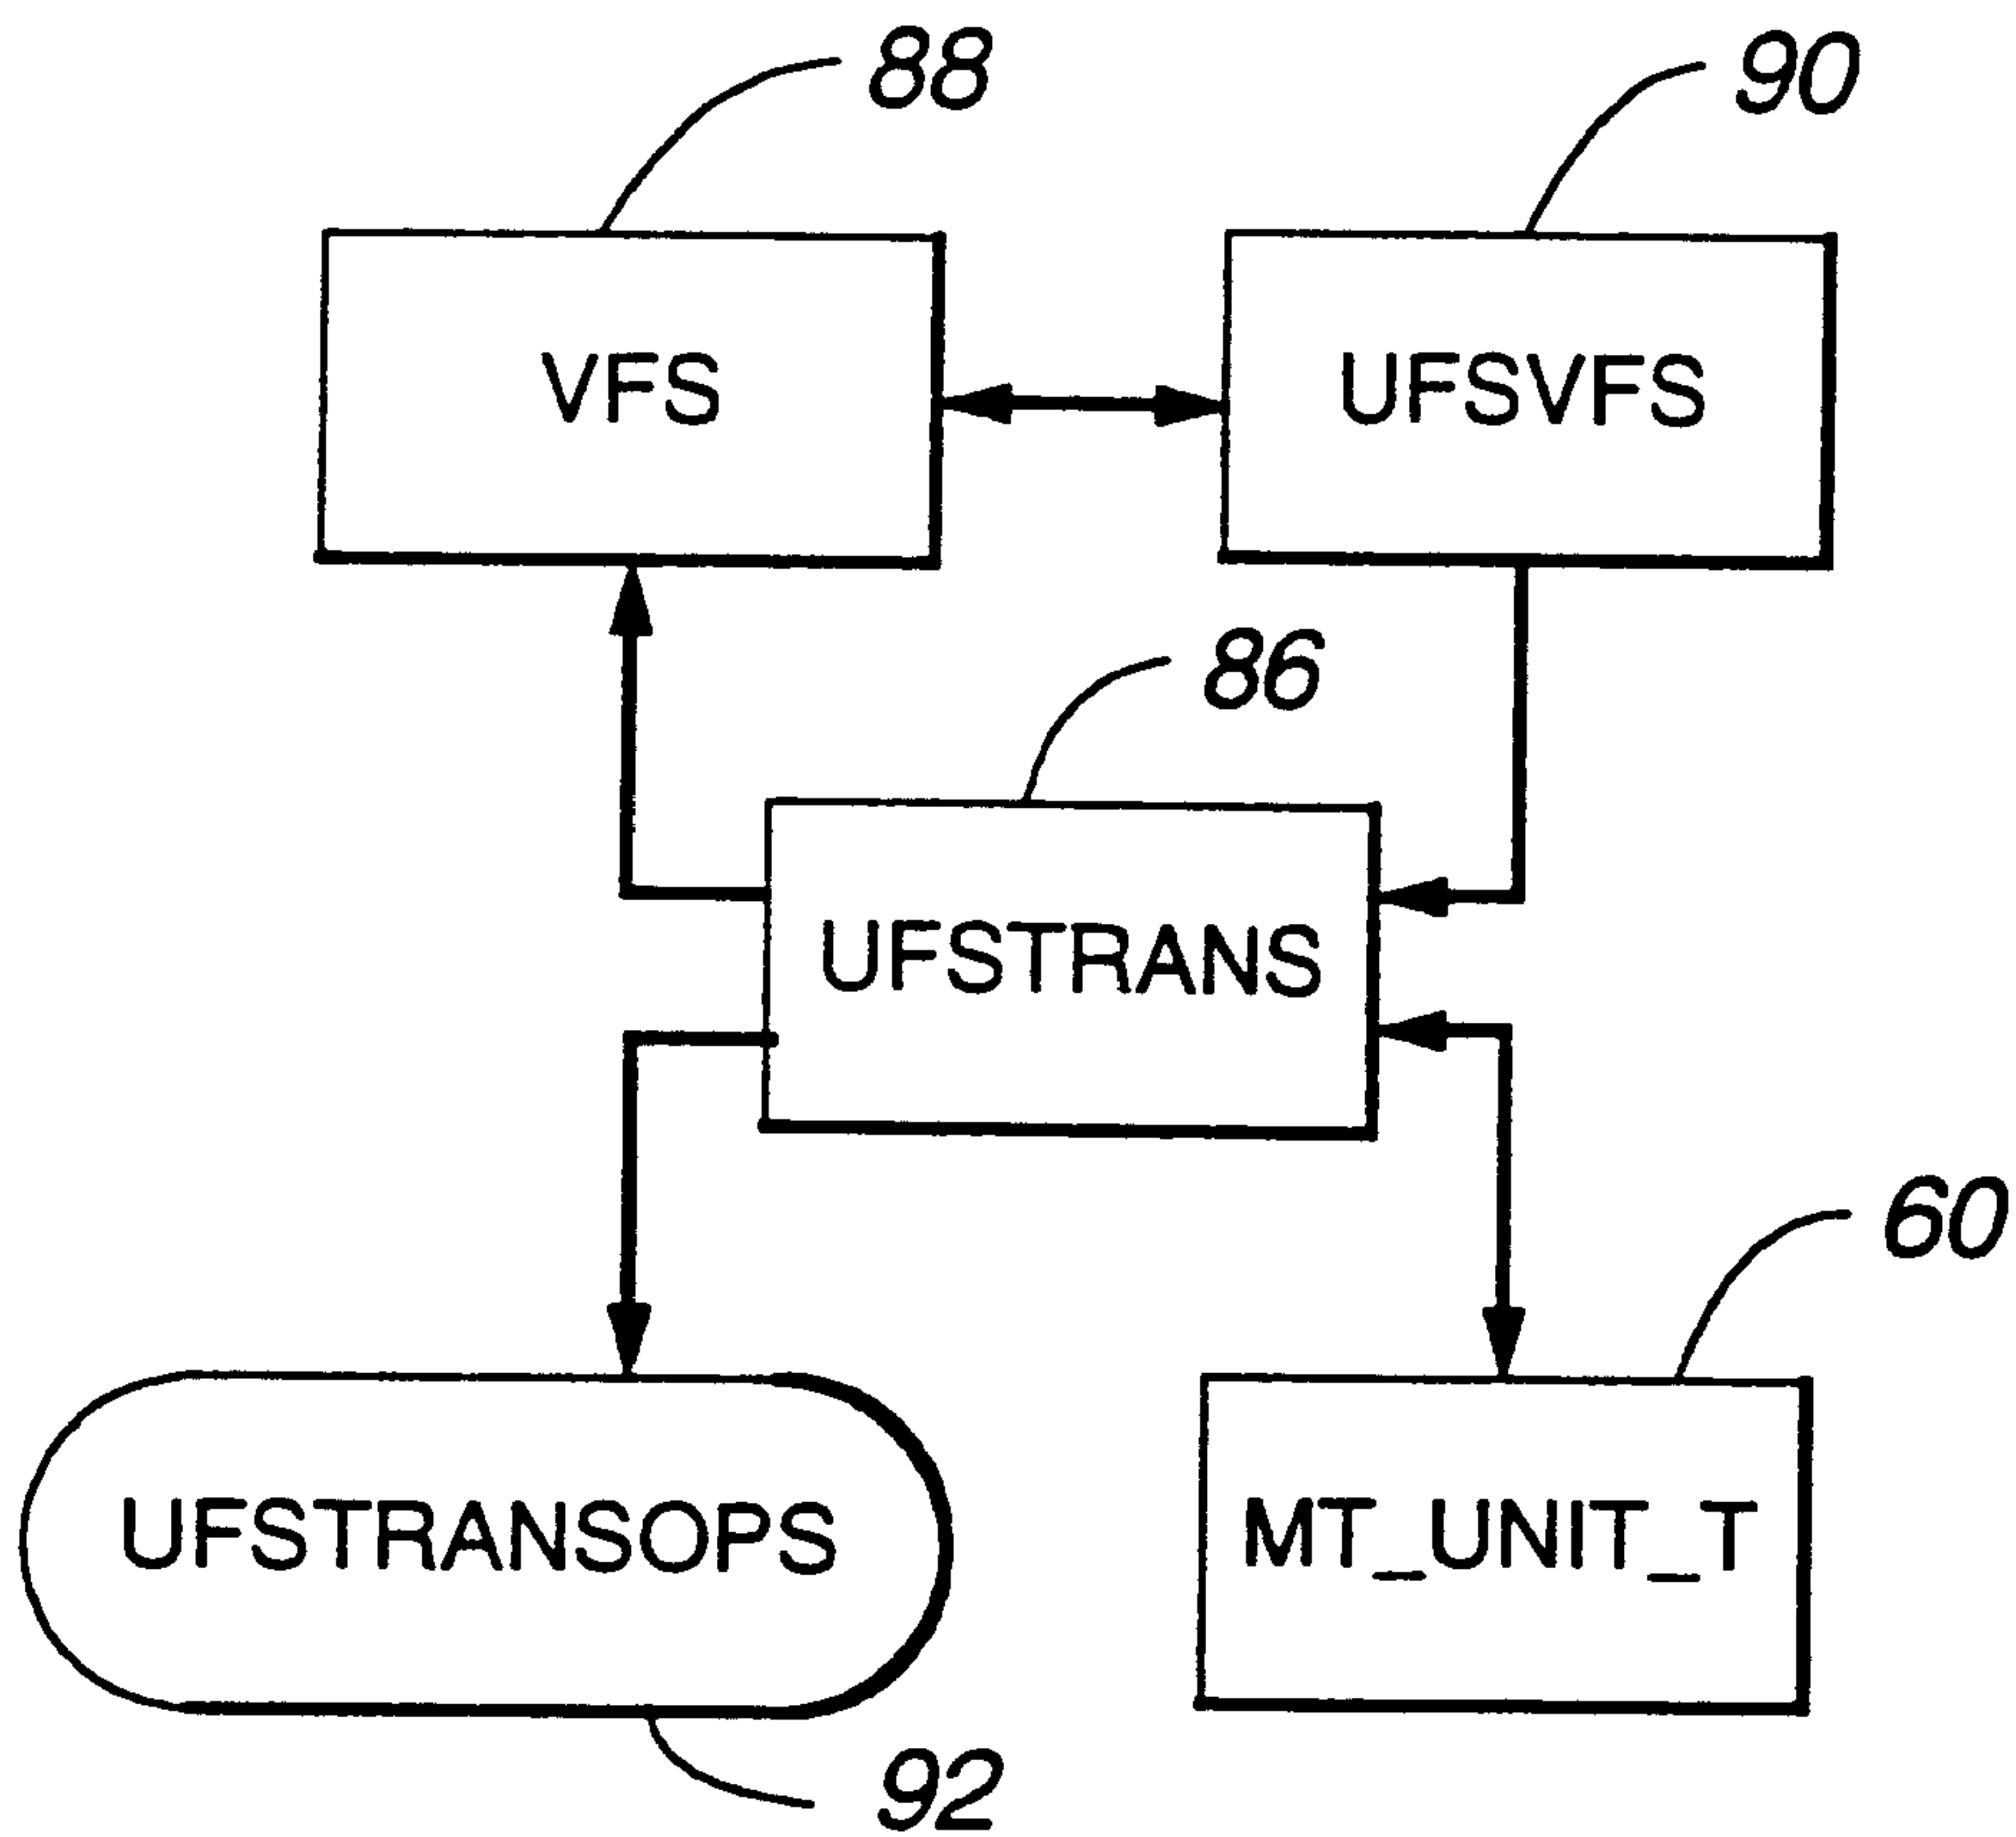 88
90
VFS
UFSVFS
86
UFSTRANS
60
UFSTRANSOPS
MT_UNIT_T
92